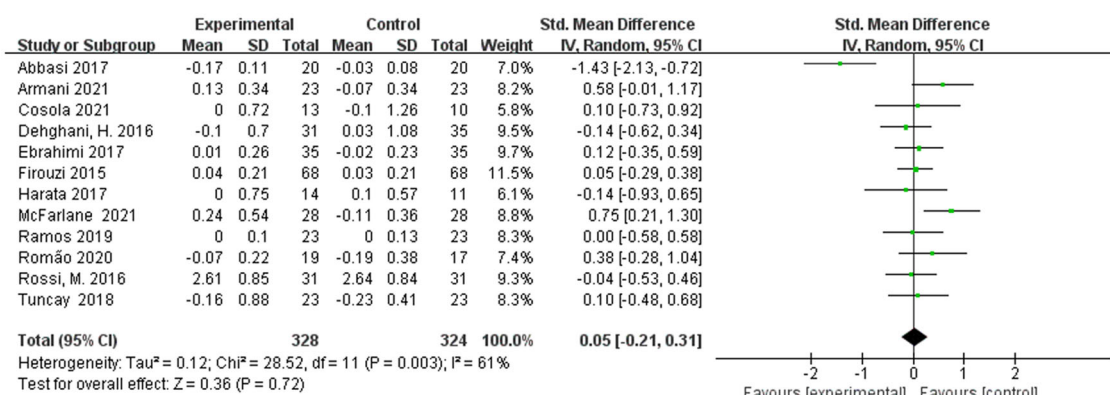 Experimental Control Std. Mean Difference Std. Mean Difference
Study or Subgroup Mean SD Total Mean SD Total Weight IV, Random, 95% CI IV, Random, 95% CI
Abbasi 2017 -0.17 0.11 20 -0.03 0.08 20 7.0% -1.43 [-2.13, -0.72]
Armani 2021 0.13 0.34 23 -0.07 0.34 23 8.2% 0.58 [-0.01, 1.17]
Cosola 2021 0 0.72 13 -0.1 1.26 10 5.8% 0.10 [-0.73, 0.92]
Dehghani, H. 2016 -0.1 0.7 31 0.03 1.08 35 9.5% -0.14 [-0.62, 0.34]
Ebrahimi 2017 0.01 0.26 35 -0.02 0.23 35 9.7% 0.12 [-0.35, 0.59]
Firouzi 2015 0.04 0.21 68 0.03 0.21 68 11.5% 0.05 [-0.29, 0.38]
Harata 2017 0 0.75 14 0.1 0.57 11 6.1% -0.14 [-0.93, 0.65]
McFarlane 2021 0.24 0.54 28 -0.11 0.36 28 8.8% 0.75 [0.21, 1.30]
Ramos 2019 0 0.1 23 0 0.13 23 8.3% 0.00 [-0.58, 0.58]
Romão 2020 -0.07 0.22 19 -0.19 0.38 17 7.4% 0.38 [-0.28, 1.04]
Rossi, M. 2016 2.61 0.85 31 2.64 0.84 31 9.3% -0.04 [-0.53, 0.46]
Tuncay 2018 -0.16 0.88 23 -0.23 0.41 23 8.3% 0.10 [-0.48, 0.68]
Total (95% CI) 328 324 100.0% 0.05 [-0.21, 0.31]
Heterogeneity: Tau² = 0.12; Chi² = 28.52, df = 11 (P = 0.003); I² = 61%
Test for overall effect: Z = 0.36 (P = 0.72)
-2 -1 0 1 2
Favours [experimental] Favours [control]